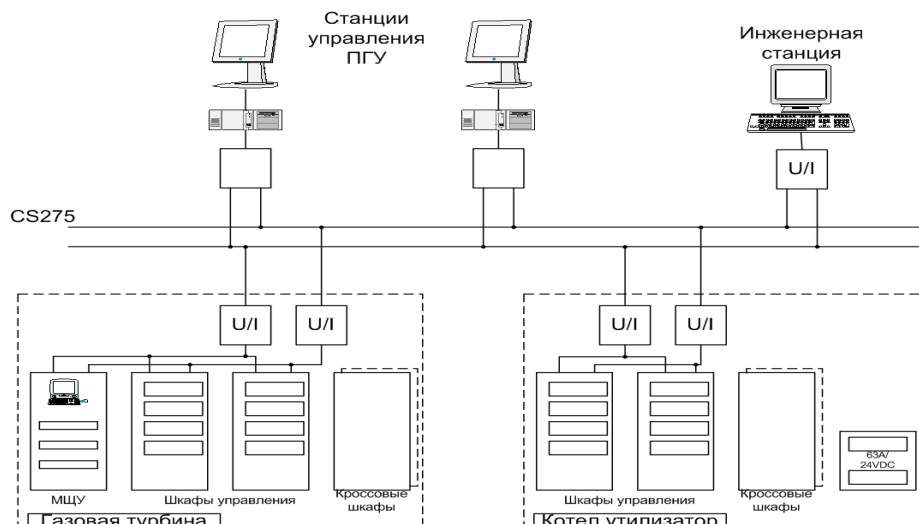 Станции
управления
ПГУ
Инженерная
станция
U/I
CS275
U/I
U/I
U/I
U/I
63A/
24VDC
МЩУ
Шкафы управления
Кроссовые
шкафы
Шкафы управления
Кроссовые
шкафы
Газовая турбина
Котел утилизатор